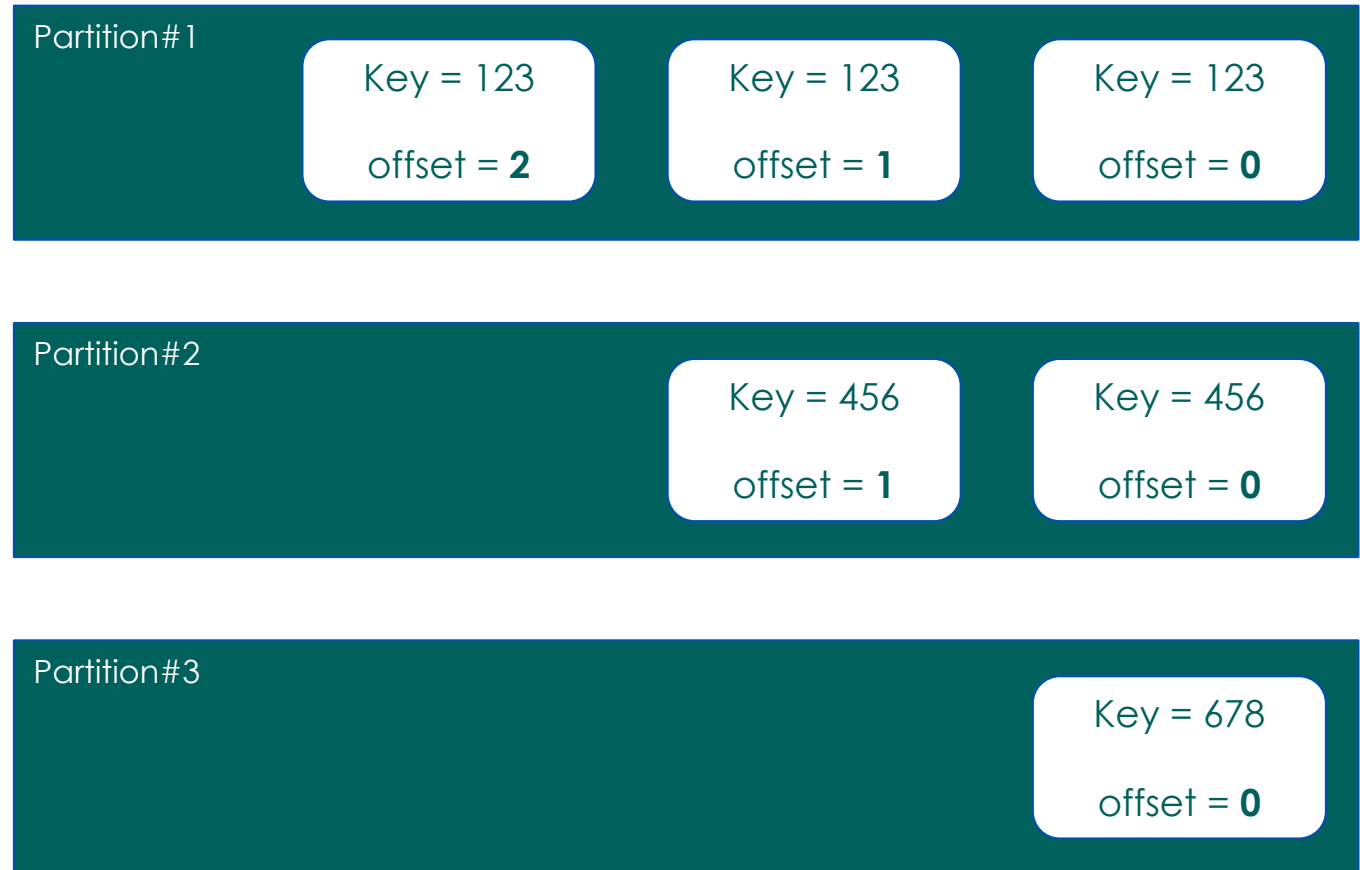 Partition#1
Key = 123
offset = 2
Key = 123
offset = 1
Key = 123
offset = 0
Partition#2
Key = 456
offset = 1
Key = 456
offset = 0
Partition#3
Key = 678
offset = 0